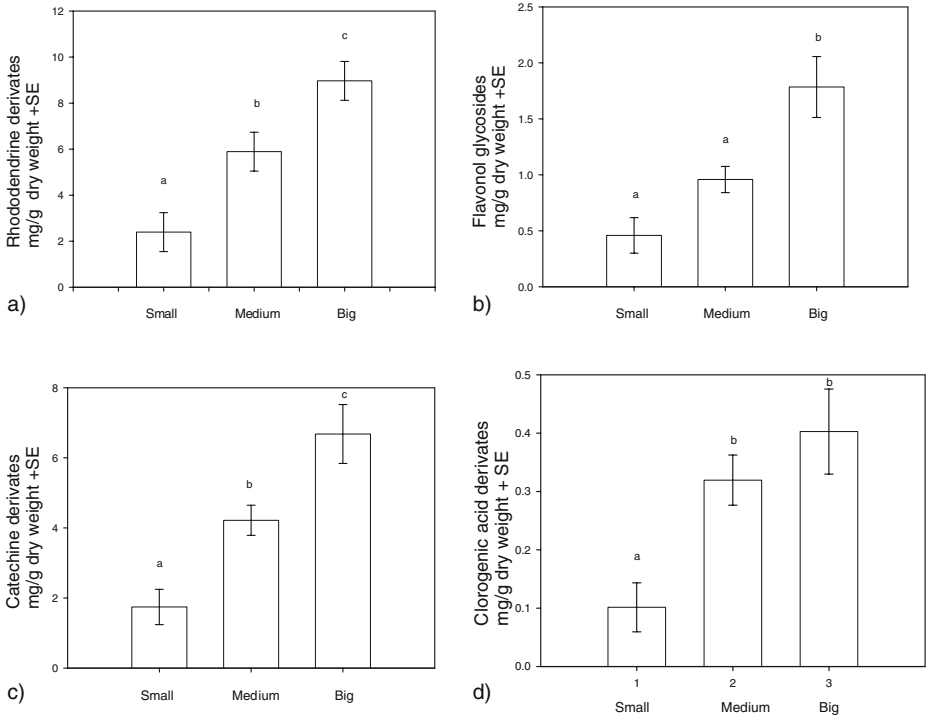 Rhododendrine derivates
mg/g dry weight +SE
12
10
8
6
4
2
0
a
b
c
Small Medium Big
a)
Flavonol glycosides
mg/g dry weight +SE
2.5
2.0
1.5
1.0
0.5
0.0
a
a
b
Small Medium Big
b)
Catechine derivates
mg/g dry weight +SE
8
6
4
2
0
a
b
c
Small Medium Big
c)
Clorogenic acid derivates
mg/g dry weight + SE
0.5
0.4
0.3
0.2
0.1
0.0
a
b
b
1 2 3
Small Medium Big
d)